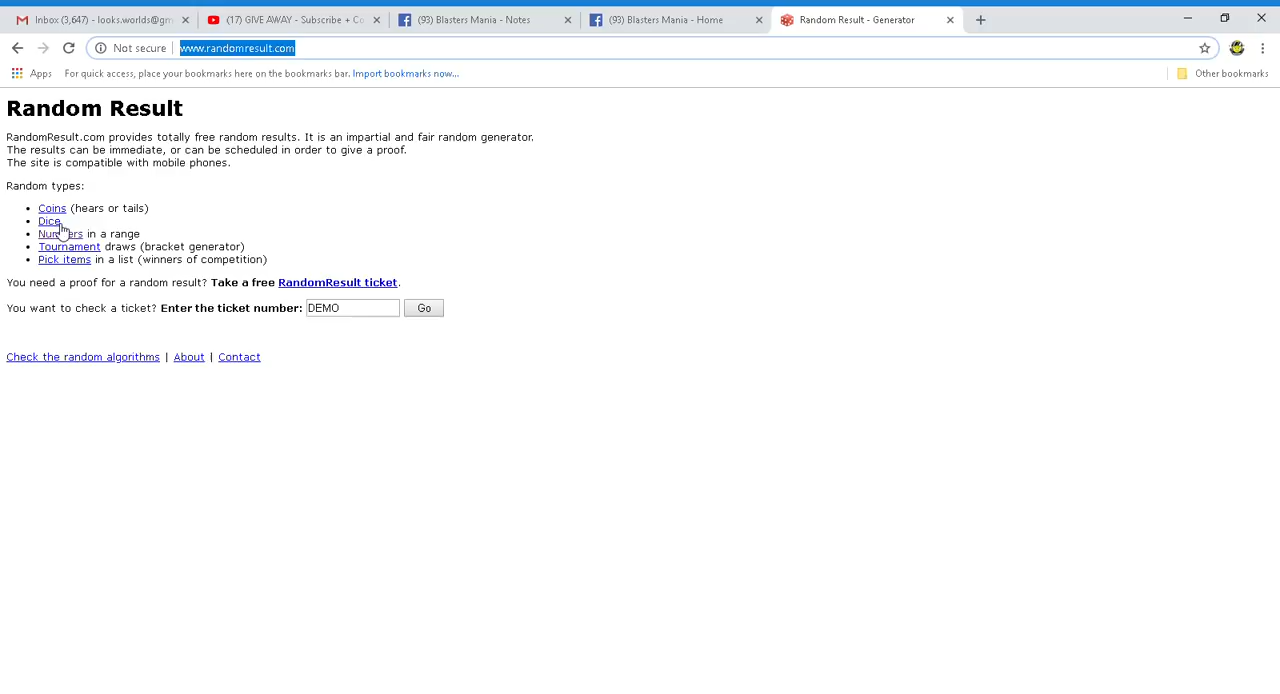 Inbox (3,647) - looks.worlds@gm
(17) GIVE AWAY - Subscribe + Co
(93) Blasters Mania - Notes
(93) Blasters Mania - Home
Random Result - Generator
Not secure | www.randomresult.com
Apps For quick access, place your bookmarks here on the bookmarks bar. Import bookmarks now... Other bookmarks
Random Result
RandomResult.com provides totally free random results. It is an impartial and fair random generator.
The results can be immediate, or can be scheduled in order to give a proof.
The site is compatible with mobile phones.
Random types:
• Coins (hears or tails)
• Dice
• Numbers in a range
• Tournament draws (bracket generator)
• Pick items in a list (winners of competition)
You need a proof for a random result? Take a free RandomResult ticket.
You want to check a ticket? Enter the ticket number: DEMO Go
Check the random algorithms | About | Contact